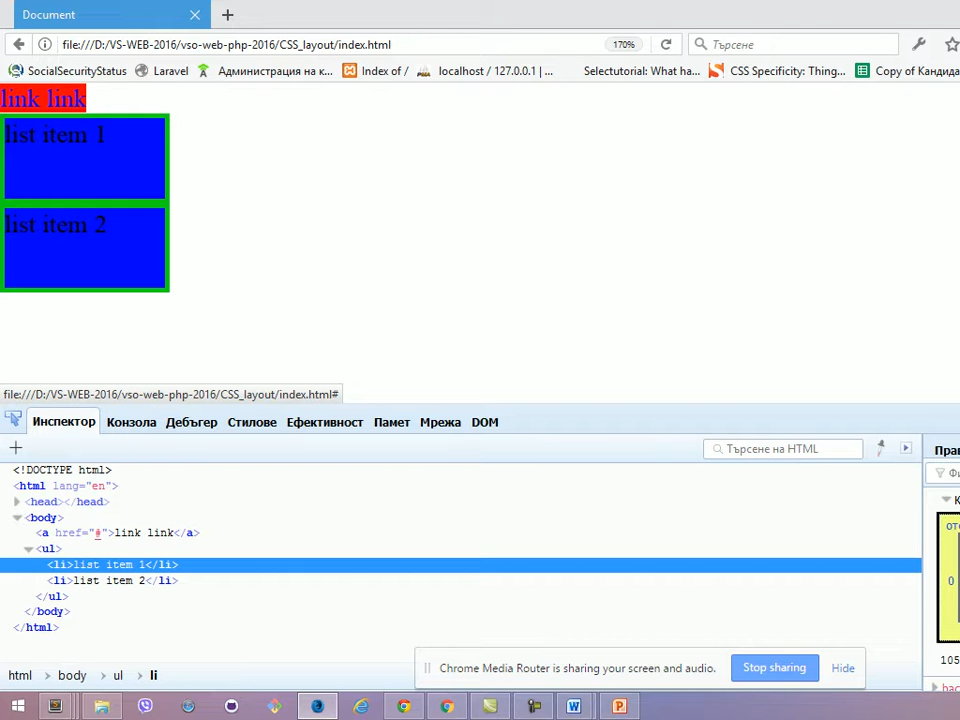 Document
file:///D:/VS-WEB-2016/vso-web-php-2016/CSS_layout/index.html
170%
Търсене
SocialSecurityStatus
Laravel
Администрация на к...
Index of /
localhost / 127.0.0.1 | ...
Selectutorial: What ha...
CSS Specificity: Thing...
Copy of Кандида
link link
list item 1
list item 2
file:///D:/VS-WEB-2016/vso-web-php-2016/CSS_layout/index.html#
Инспектор
Конзола
Дебъгер
Стилове
Ефективност
Памет
Мрежа
DOM
Търсене на HTML
Прав
<!DOCTYPE html>
<html lang="en">
<head></head>
<body>
<a href="#">link link</a>
<ul>
<li>list item 1</li>
<li>list item 2</li>
</ul>
</body>
</html>
0
105
html
body
ul
li
Chrome Media Router is sharing your screen and audio.
Stop sharing
Hide